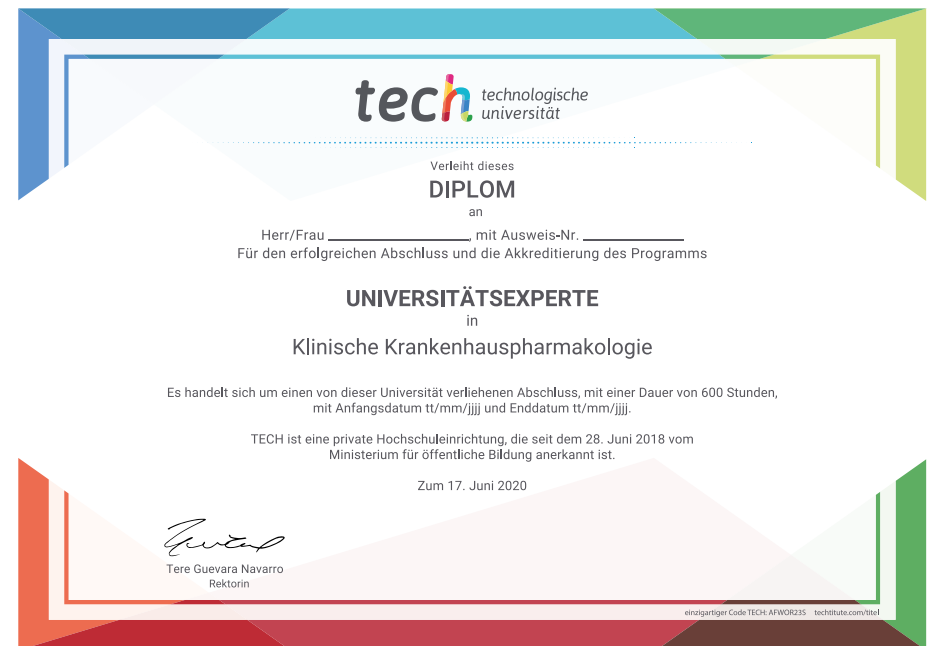 tech technologische
universität
Verleiht dieses
DIPLOM
an
Herr/Frau ____________, mit Ausweis-Nr. ____________
Für den erfolgreichen Abschluss und die Akkreditierung des Programms
UNIVERSITÄTSEXPERTE
in
Klinische Krankenhauspharmakologie
Es handelt sich um einen von dieser Universität verliehenen Abschluss, mit einer Dauer von 600 Stunden,
mit Anfangsdatum tt/mm/jjjj und Enddatum tt/mm/jjjj.
TECH ist eine private Hochschuleinrichtung, die seit dem 28. Juni 2018 vom
Ministerium für öffentliche Bildung anerkannt ist.
Zum 17. Juni 2020
Tere Guevara Navarro
Rektorin
einzigartiger Code TECH: AFWOR23S techtitute.com/titel